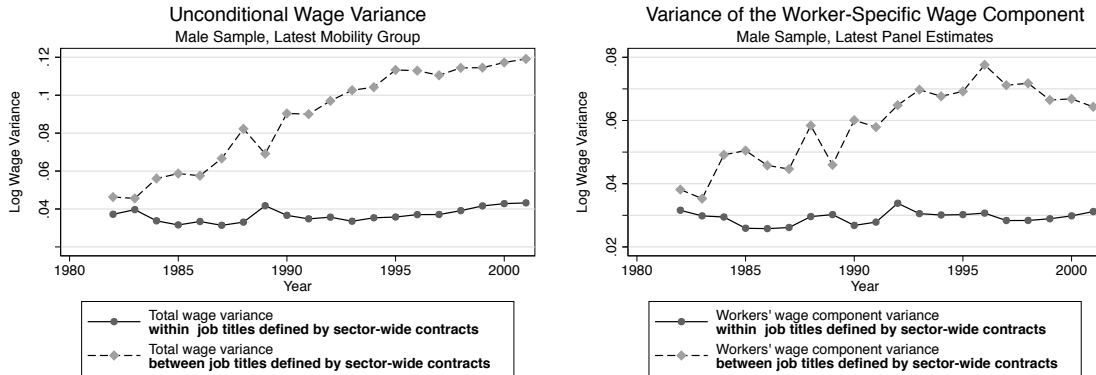 Unconditional Wage Variance
Male Sample, Latest Mobility Group
Log Wage Variance
.12
.1
.08
.06
.04
1980
1985
1990
1995
2000
Year
Total wage variance
within job titles defined by sector-wide contracts
Total wage variance
between job titles defined by sector-wide contracts
Variance of the Worker-Specific Wage Component
Male Sample, Latest Panel Estimates
Log Wage Variance
.08
.06
.04
.02
1980
1985
1990
1995
2000
Year
Workers' wage component variance
within job titles defined by sector-wide contracts
Workers' wage component variance
between job titles defined by sector-wide contracts